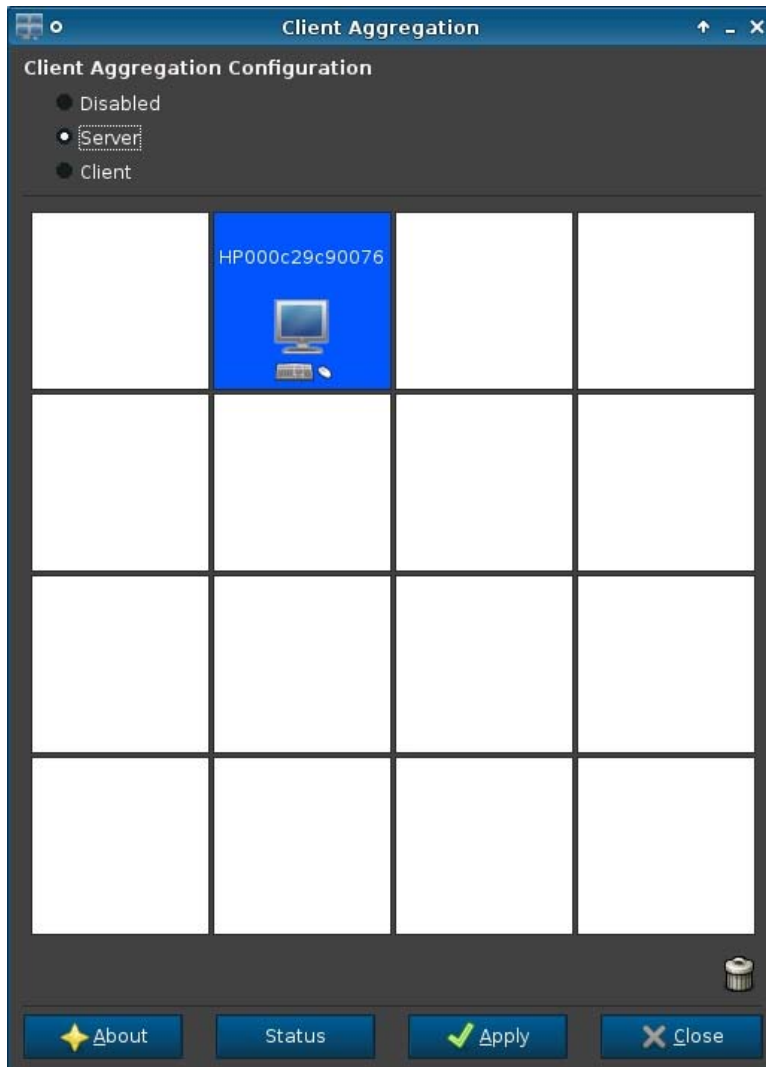 Client Aggregation
Client Aggregation Configuration
Disabled
Server
Client
HP000c29c90076
About
Status
Apply
Close